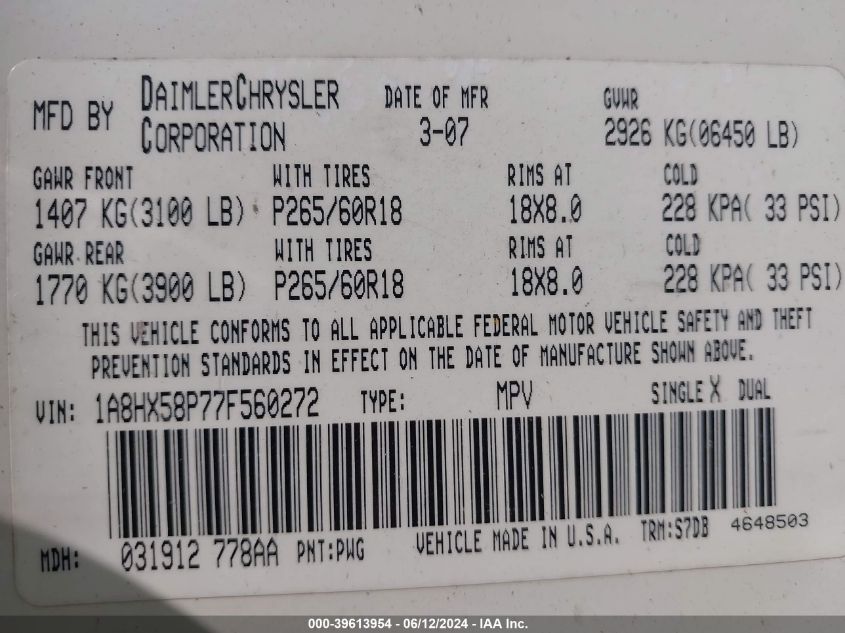 MFD BY DAIMLERCHRYSLER CORPORATION DATE OF MFR 3-07 GVWR 2926 KG(06450 LB)
GAWR FRONT WITH TIRES RIMS AT COLD
1407 KG(3100 LB) P265/60R18 18X8.0 228 KPA( 33 PSI)
GAWR REAR WITH TIRES RIMS AT COLD
1770 KG(3900 LB) P265/60R18 18X8.0 228 KPA( 33 PSI)
THIS VEHICLE CONFORMS TO ALL APPLICABLE FEDERAL MOTOR VEHICLE SAFETY AND THEFT
PREVENTION STANDARDS IN EFFECT ON THE DATE OF MANUFACTURE SHOWN ABOVE.
VIN: 1A8HX58P77F560272 TYPE: MPV SINGLE X DUAL
MDH: 031912 778AA PNT:PWG VEHICLE MADE IN U.S.A. TRM:S7DB 4648503
000-39613954 - 06/12/2024 - IAA Inc.